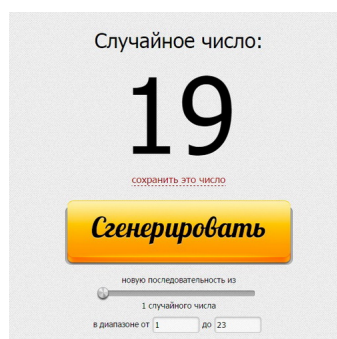 Случайное число:
19
сохранить это число
Сгенерировать
новую последовательность из
1 случайного числа
в диапазоне от 1 до 23